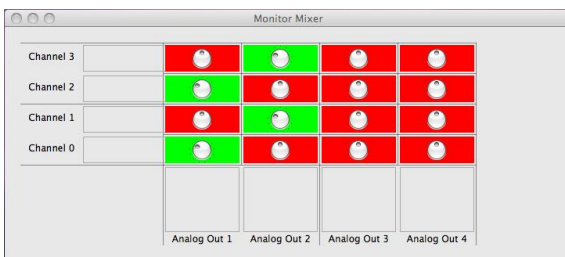 Monitor Mixer
Channel 3
Channel 2
Channel 1
Channel 0
Analog Out 1 Analog Out 2 Analog Out 3 Analog Out 4